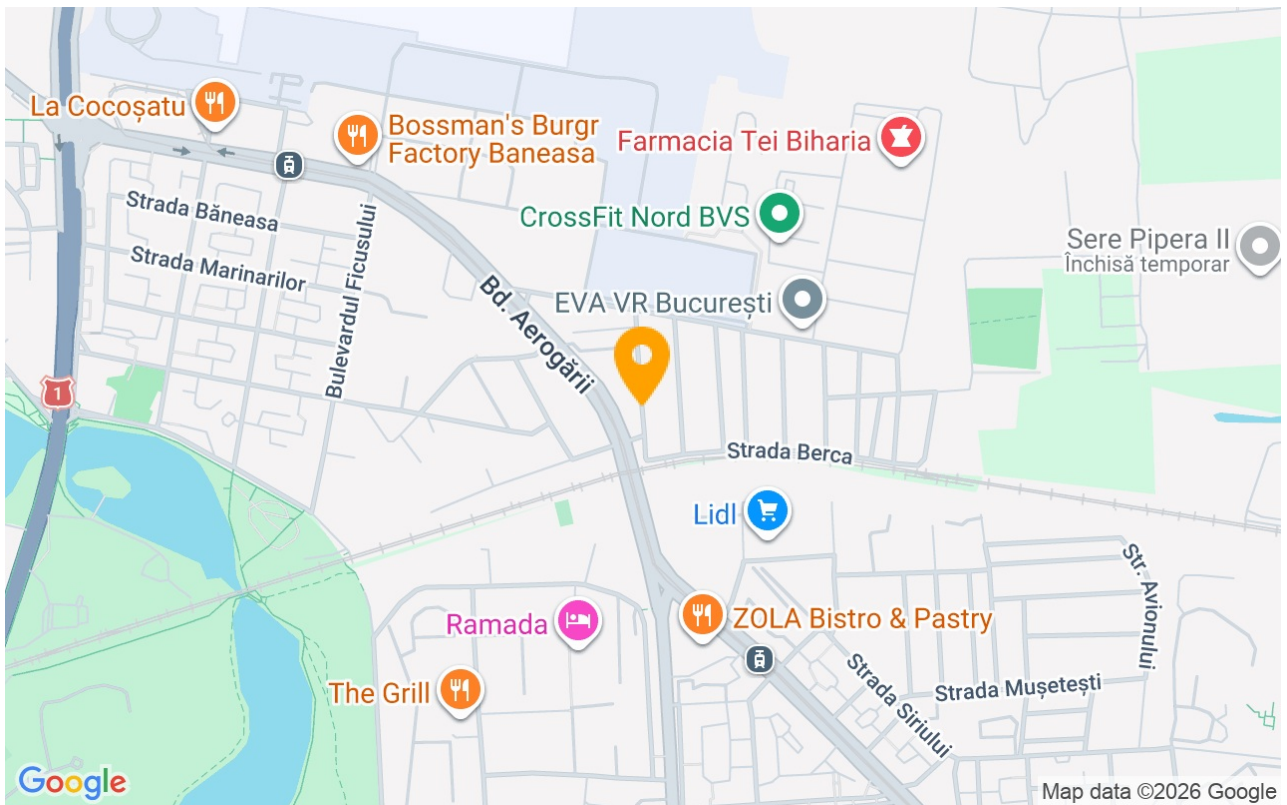 La Cocoșatu
Bossman's Burgr
Factory Baneasa
Farmacia Tei Biharia
Strada Băneasa
Bulevardul Ficusului
CrossFit Nord BVS
Sere Pipera II
Închisă temporar
Strada Marinarilor
Bd. Aerogării
EVA VR București
1
Strada Berca
Lidl
Str. Avionului
Ramada
ZOLA Bistro & Pastry
The Grill
Strada Siriului
Strada Mușetești
Google
Map data ©2026 Google